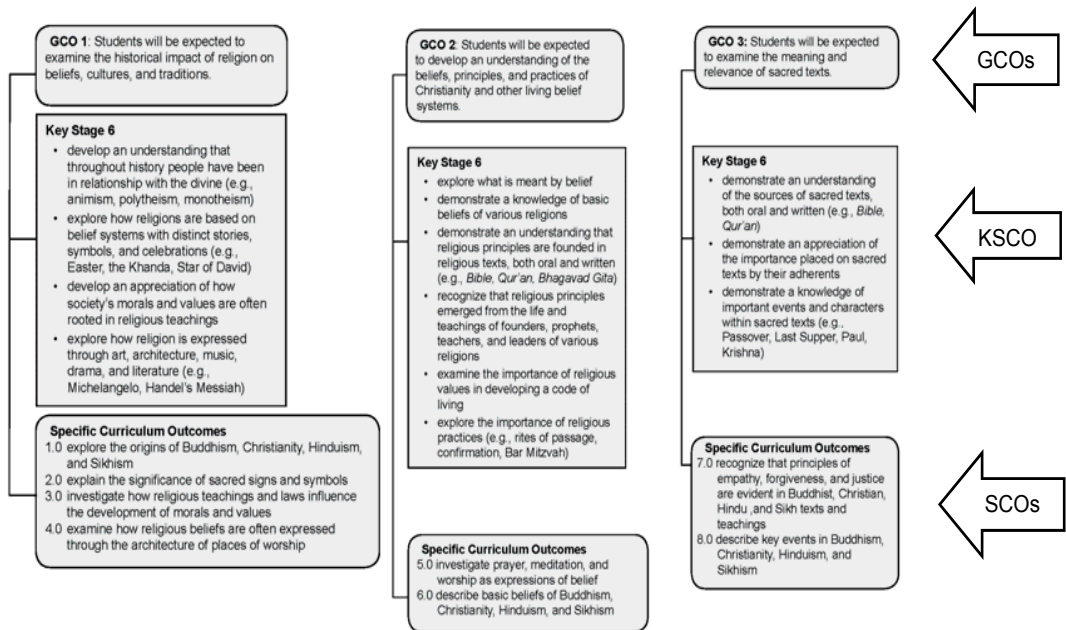 GCO 1: Students will be expected to
examine the historical impact of religion on
beliefs, cultures, and traditions.
Key Stage 6
• develop an understanding that
throughout history people have been
in relationship with the divine (e.g.,
animism, polytheism, monotheism)
• explore how religions are based on
belief systems with distinct stories,
symbols, and celebrations (e.g.,
Easter, the Khanda, Star of David)
• develop an appreciation of how
society's morals and values are often
rooted in religious teachings
• explore how religion is expressed
through art, architecture, music,
drama, and literature (e.g.,
Michelangelo, Handel's Messiah)
Specific Curriculum Outcomes
1.0 explore the origins of Buddhism, Christianity, Hinduism,
and Sikhism
2.0 explain the significance of sacred signs and symbols
3.0 investigate how religious teachings and laws influence
the development of morals and values
4.0 examine how religious beliefs are often expressed
through the architecture of places of worship
GCO 2: Students will be expected
to develop an understanding of the
beliefs, principles, and practices of
Christianity and other living belief
systems.
Key Stage 6
• explore what is meant by belief
• demonstrate a knowledge of basic
beliefs of various religions
• demonstrate an understanding that
religious principles are founded in
religious texts, both oral and written
(e.g., Bible, Qur'an, Bhagavad Gita)
• recognize that religious principles
emerged from the life and
teachings of founders, prophets,
teachers, and leaders of various
religions
• examine the importance of religious
values in developing a code of
living
• explore the importance of religious
practices (e.g., rites of passage,
confirmation, Bar Mitzvah)
Specific Curriculum Outcomes
5.0 investigate prayer, meditation, and
worship as expressions of belief
6.0 describe basic beliefs of Buddhism,
Christianity, Hinduism, and Sikhism
GCO 3: Students will be expected
to examine the meaning and
relevance of sacred texts.
Key Stage 6
• demonstrate an understanding
of the sources of sacred texts,
both oral and written (e.g., Bible,
Qur'an)
• demonstrate an appreciation of
the importance placed on sacred
texts by their adherents
• demonstrate a knowledge of
important events and characters
within sacred texts (e.g.,
Passover, Last Supper, Paul,
Krishna)
Specific Curriculum Outcomes
7.0 recognize that principles of
empathy, forgiveness, and justice
are evident in Buddhist, Christian,
Hindu ,and Sikh texts and
teachings
8.0 describe key events in Buddhism,
Christianity, Hinduism, and
Sikhism
GCOs
KSCO
SCOs